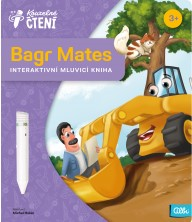 Kouzelné
ČTENÍ
3+
Bagr Mates
INTERAKTIVNÍ MLUVICÍ KNIHA
Albi